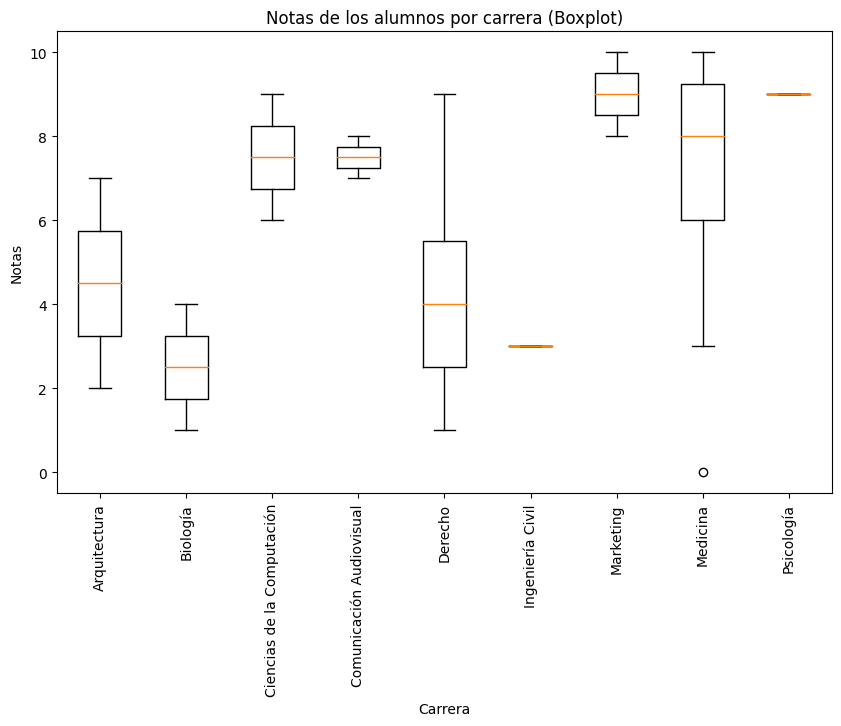 Notas de los alumnos por carrera (Boxplot)
10
8
6
4
2
0
Notas
Arquitectura
Biología
Ciencias de la Computación
Comunicación Audiovisual
Derecho
Ingeniería Civil
Marketing
Medicina
Psicología
Carrera